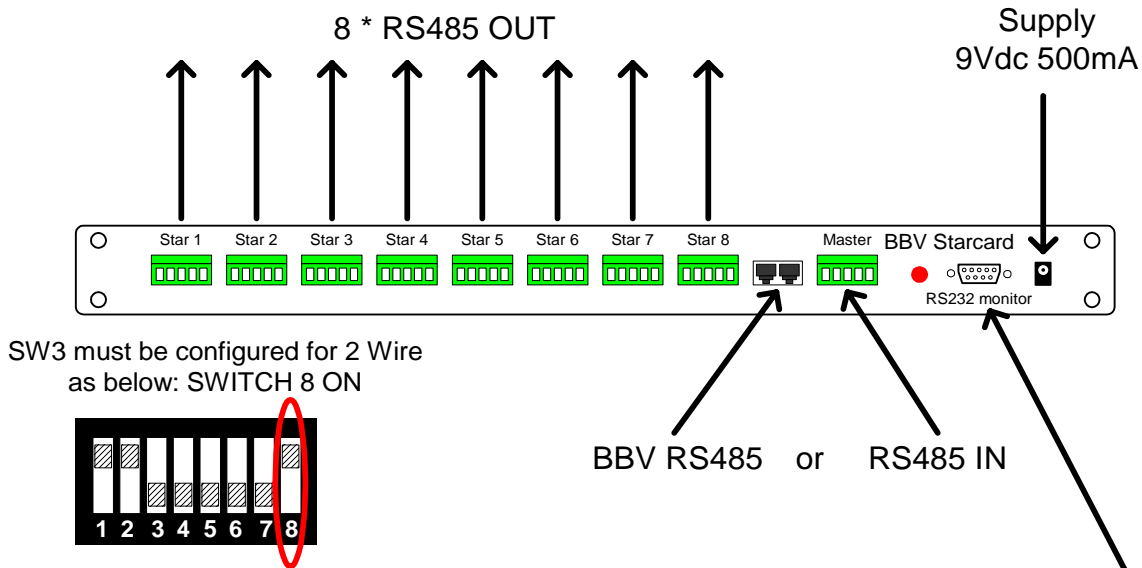 8 * RS485 OUT
Supply
9Vdc 500mA
Star 1 Star 2 Star 3 Star 4 Star 5 Star 6 Star 7 Star 8 Master BBV Starcard
RS232 monitor
SW3 must be configured for 2 Wire
as below: SWITCH 8 ON
BBV RS485 or RS485 IN
1 2 3 4 5 6 7 8